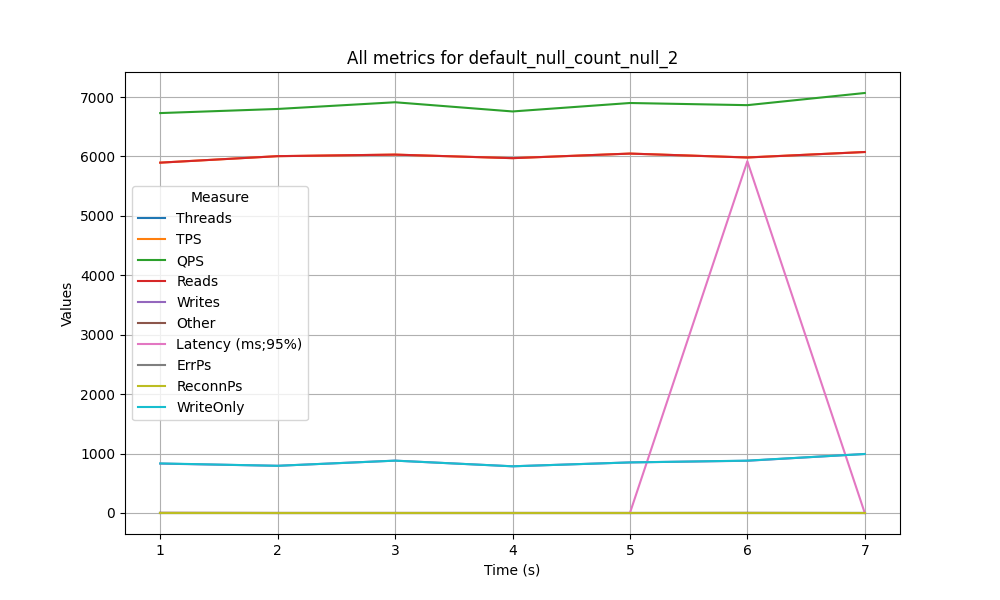 All metrics for default_null_count_null_2
Values
7000
6000
5000
4000
3000
2000
1000
0
Measure
Threads
TPS
QPS
Reads
Writes
Other
Latency (ms;95%)
ErrPs
ReconnPs
WriteOnly
1 2 3 4 5 6 7
Time (s)